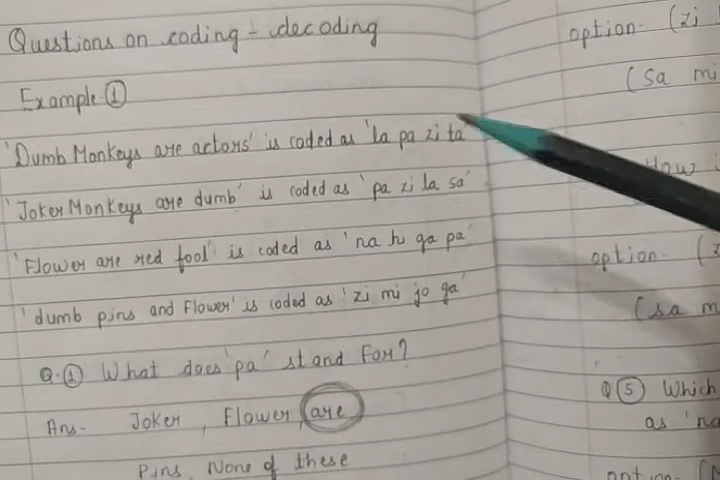 Questions on coding - decoding
Example ①
'Dumb Monkeys are actors' is coded as 'la pa zi ta'
'Joker Monkeys are dumb' is coded as 'pa zi la sa'
'Flower are red fool' is coded as 'na hi ga pa'
'dumb pins and Flower' is coded as 'zi mi jo ga'
Q.① What does 'pa' stand For?
Ans- Joker, Flower, are
Pins, None of these
option- (zi
(sa mi
How
option- (
(sa m
Q⑤ Which
as 'na
option- (